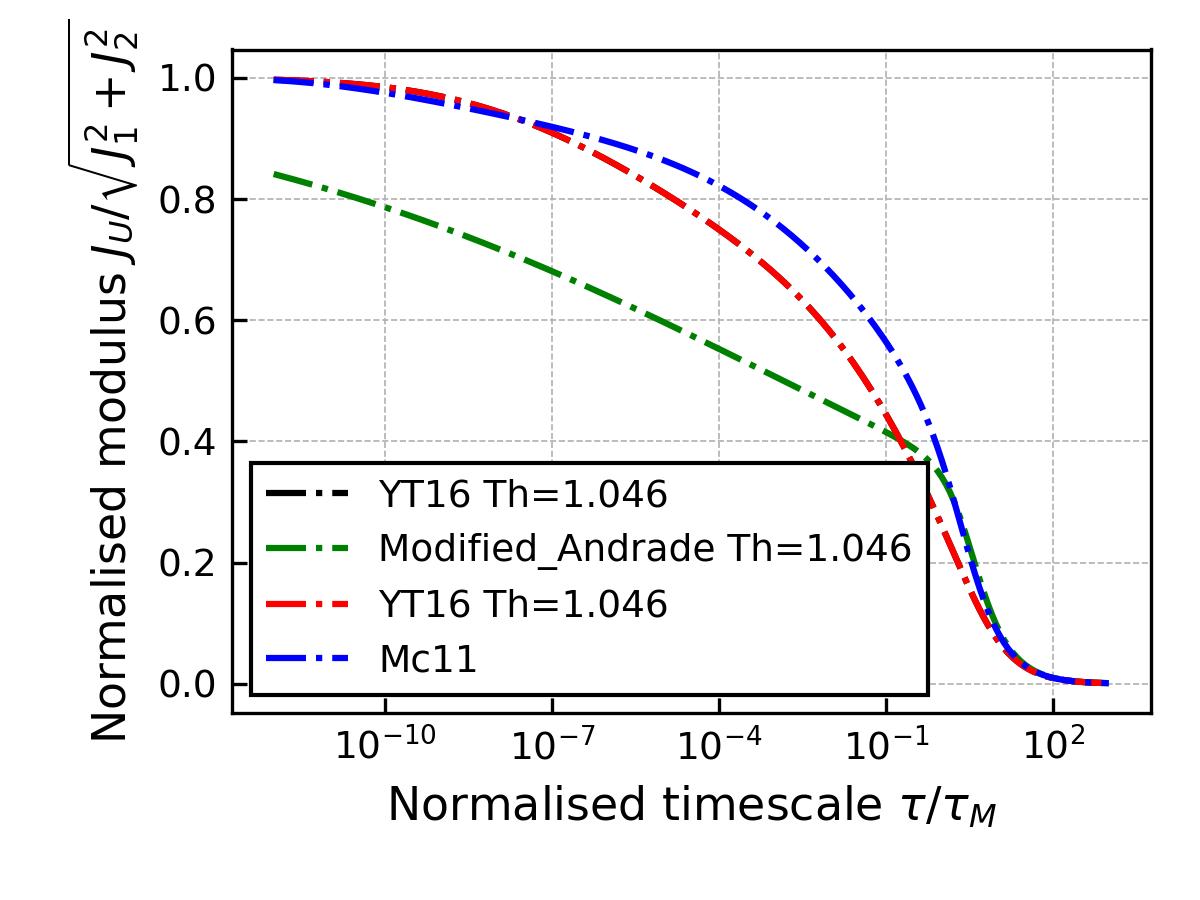 Normalised modulus J_U/√J_1^2 + J_2^2
1.0
0.8
0.6
0.4
0.2
0.0
YT16 Th=1.046
Modified_Andrade Th=1.046
YT16 Th=1.046
Mc11
10^−10 10^−7 10^−4 10^−1 10^2
Normalised timescale τ/τ_M